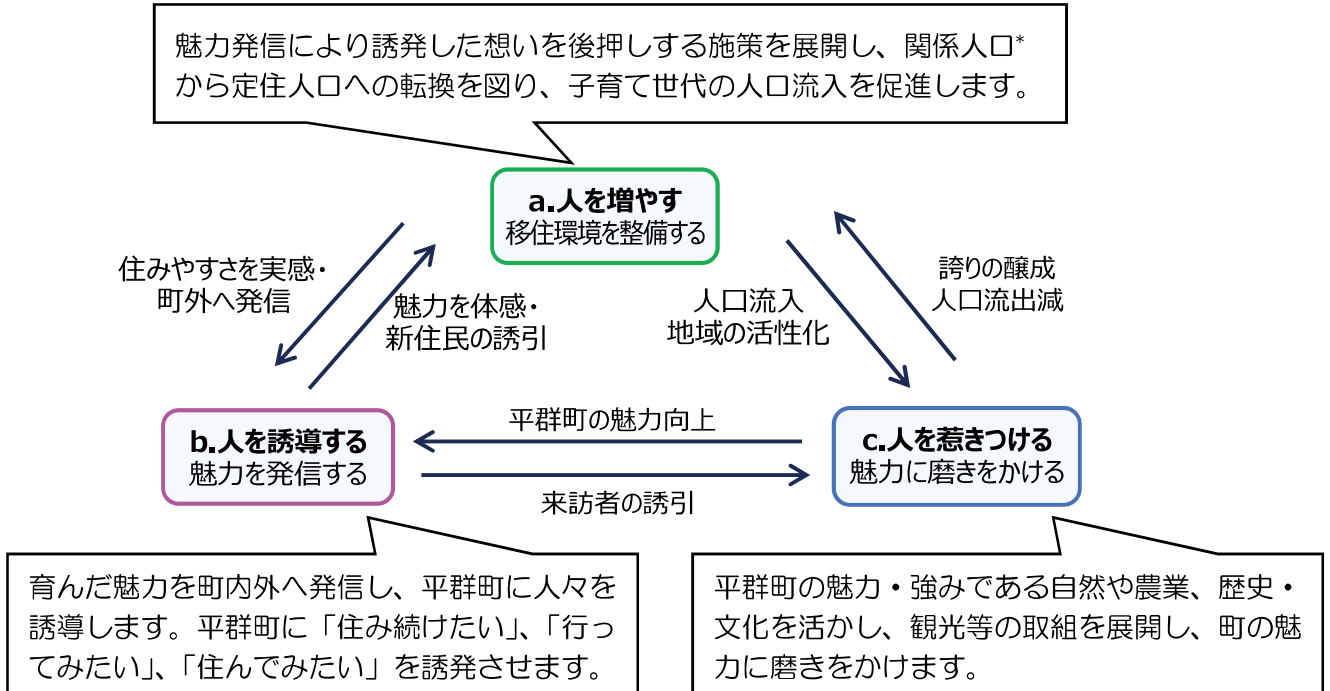 魅力発信により誘発した想いを後押しする施策を展開し、関係人口*
から定住人口への転換を図り、子育て世代の人口流入を促進します。
a.人を増やす
移住環境を整備する
住みやすさを実感・
町外へ発信
魅力を体感・
新住民の誘引
人口流入
地域の活性化
誇りの醸成
人口流出減
b.人を誘導する
魅力を発信する
平群町の魅力向上
来訪者の誘引
c.人を惹きつける
魅力に磨きをかける
育んだ魅力を町内外へ発信し、平群町に人々を
誘導します。平群町に「住み続けたい」、「行っ
てみたい」、「住んでみたい」を誘発させます。
平群町の魅力・強みである自然や農業、歴史・
文化を活かし、観光等の取組を展開し、町の魅
力に磨きをかけます。